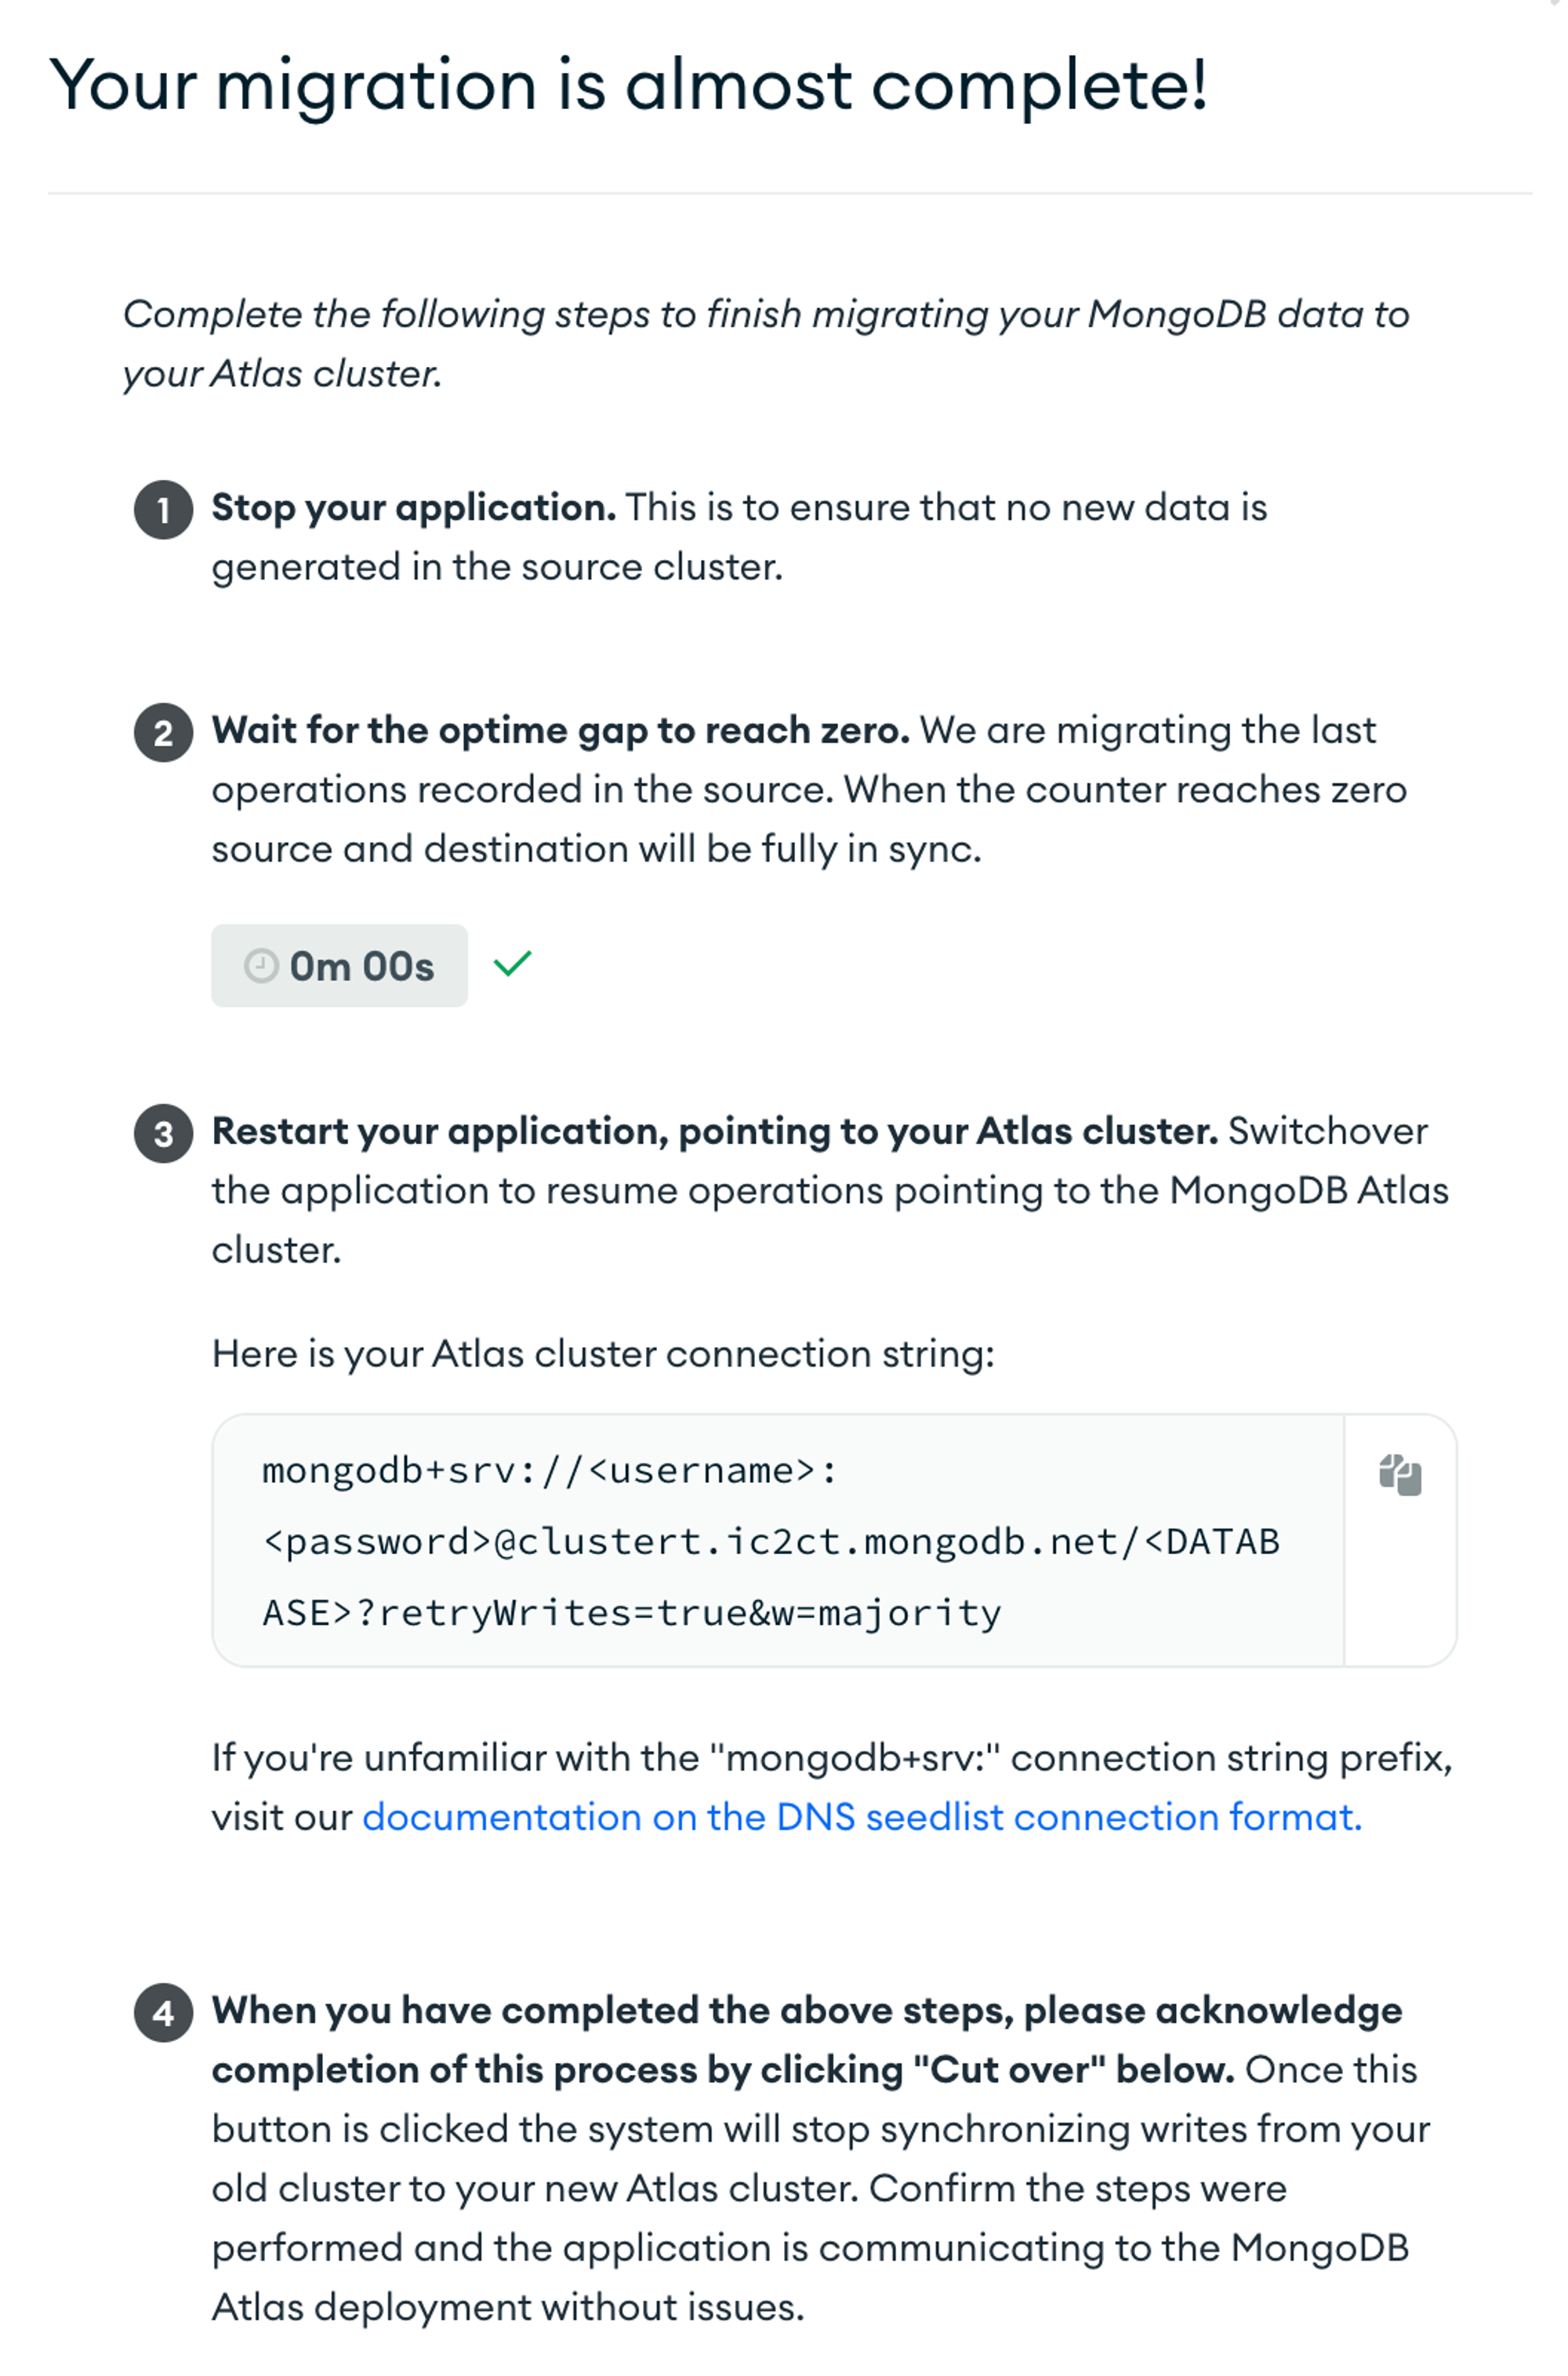 Your migration is almost complete!
Complete the following steps to finish migrating your MongoDB data to
your Atlas cluster.
1 Stop your application. This is to ensure that no new data is
generated in the source cluster.
2 Wait for the optime gap to reach zero. We are migrating the last
operations recorded in the source. When the counter reaches zero
source and destination will be fully in sync.
0m 00s
3 Restart your application, pointing to your Atlas cluster. Switchover
the application to resume operations pointing to the MongoDB Atlas
cluster.
Here is your Atlas cluster connection string:
mongodb+srv://<username>:
<password>@clustert.ic2ct.mongodb.net/<DATAB
ASE>?retryWrites=true&w=majority
If you're unfamiliar with the "mongodb+srv:" connection string prefix,
visit our documentation on the DNS seedlist connection format.
4 When you have completed the above steps, please acknowledge
completion of this process by clicking "Cut over" below. Once this
button is clicked the system will stop synchronizing writes from your
old cluster to your new Atlas cluster. Confirm the steps were
performed and the application is communicating to the MongoDB
Atlas deployment without issues.